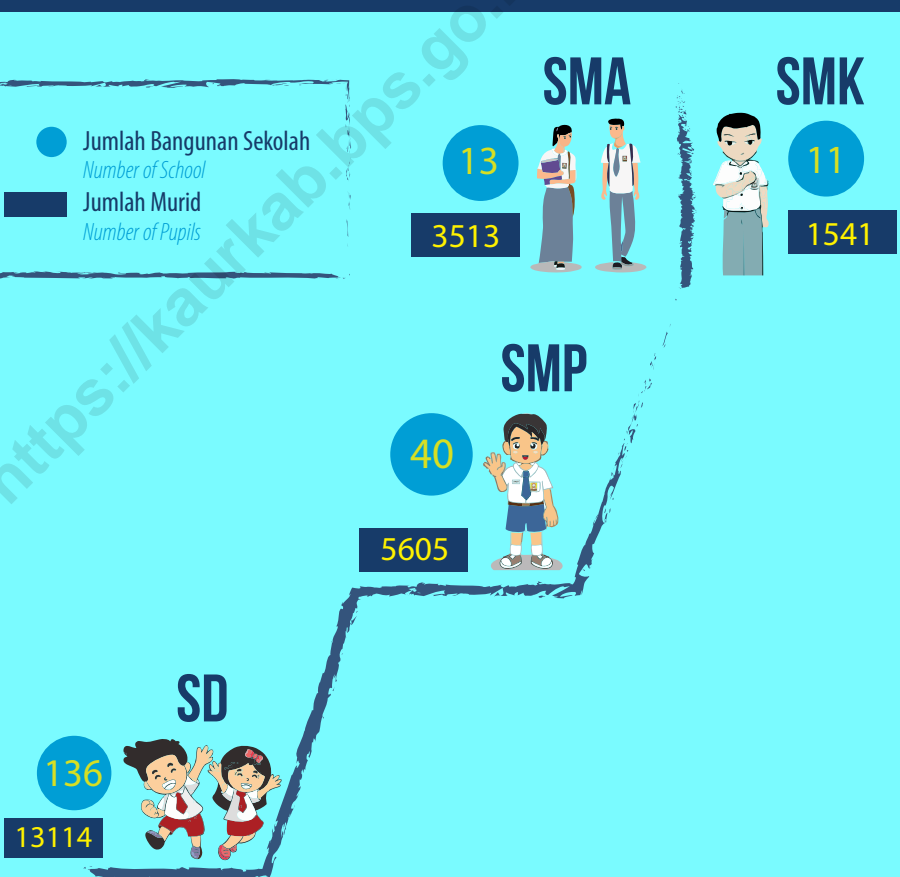 Jumlah Bangunan Sekolah
Number of School
Jumlah Murid
Number of Pupils
SMA
13
3513
SMK
11
1541
SMP
40
5605
SD
136
13114
https://kaurkab.bps.go.